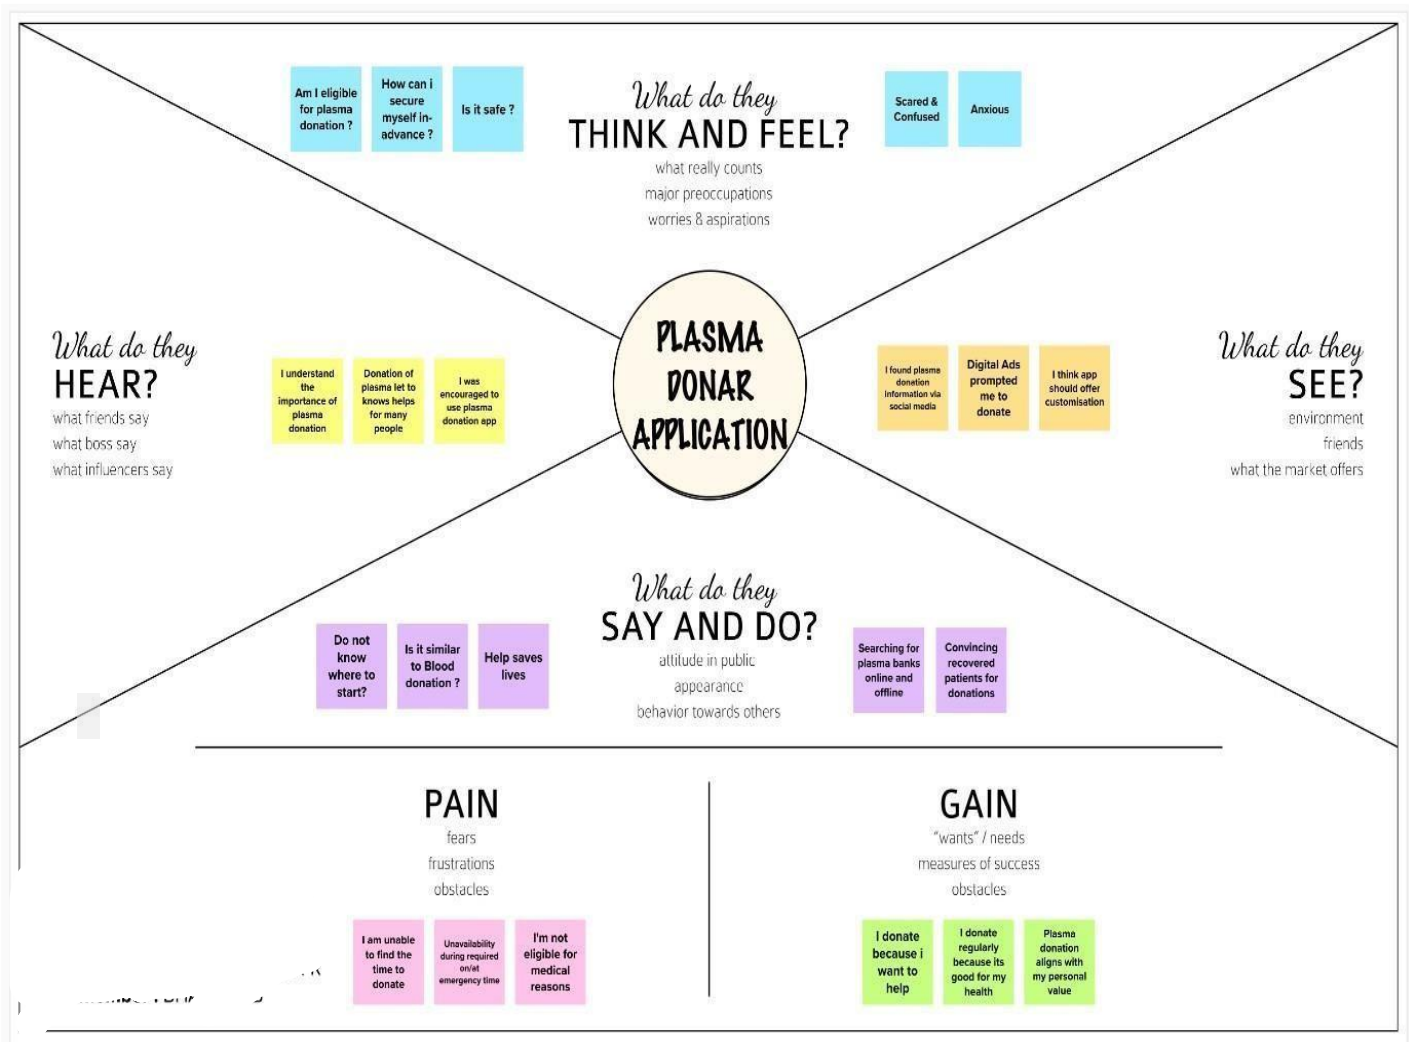 Am I eligible
for plasma
donation ?
How can i
secure
myself in-
advance ?
Is it safe ?
What do they
THINK AND FEEL?
what really counts
major preoccupations
worries & aspirations
Scared &
Confused
Anxious
What do they
HEAR?
what friends say
what boss say
what influencers say
I understand
the
importance of
plasma
donation
Donation of
plasma let to
knows helps
for many
people
I was
encouraged to
use plasma
donation app
PLASMA
DONAR
APPLICATION
I found plasma
donation
information via
social media
Digital Ads
prompted
me to
donate
I think app
should offer
customisation
What do they
SEE?
environment
friends
what the market offers
What do they
SAY AND DO?
attitude in public
appearance
behavior towards others
Do not
know
where to
start?
Is it similar
to Blood
donation ?
Help saves
lives
Searching for
plasma banks
online and
offline
Convincing
recovered
patients for
donations
PAIN
fears
frustrations
obstacles
I am unable
to find the
time to
donate
Unavailability
during required
on/at
emergency time
I'm not
eligible for
medical
reasons
GAIN
"wants" / needs
measures of success
obstacles
I donate
because i
want to
help
I donate
regularly
because its
good for my
health
Plasma
donation
aligns with
my personal
value